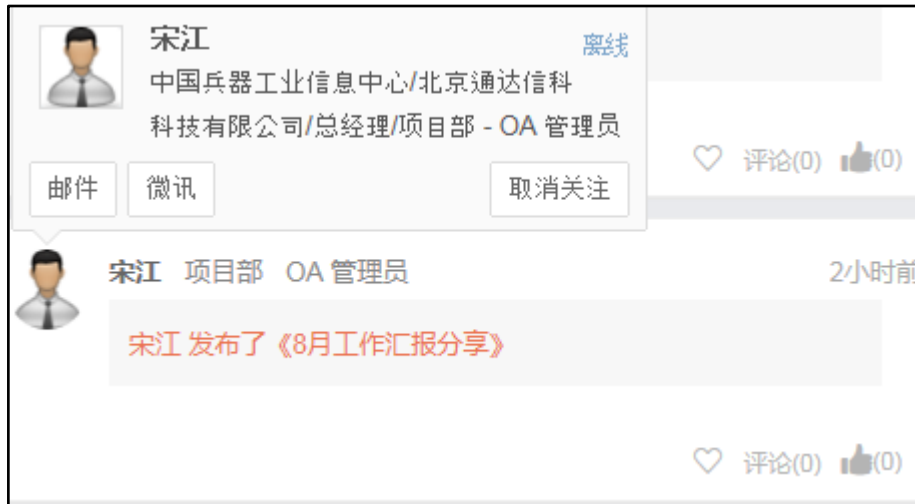 宋江 离线
中国兵器工业信息中心/北京通达信科
科技有限公司/总经理/项目部 - OA 管理员
评论(0) (0)
邮件 微讯 取消关注
宋江 项目部 OA 管理员 2小时前
宋江 发布了《8月工作汇报分享》
评论(0) (0)